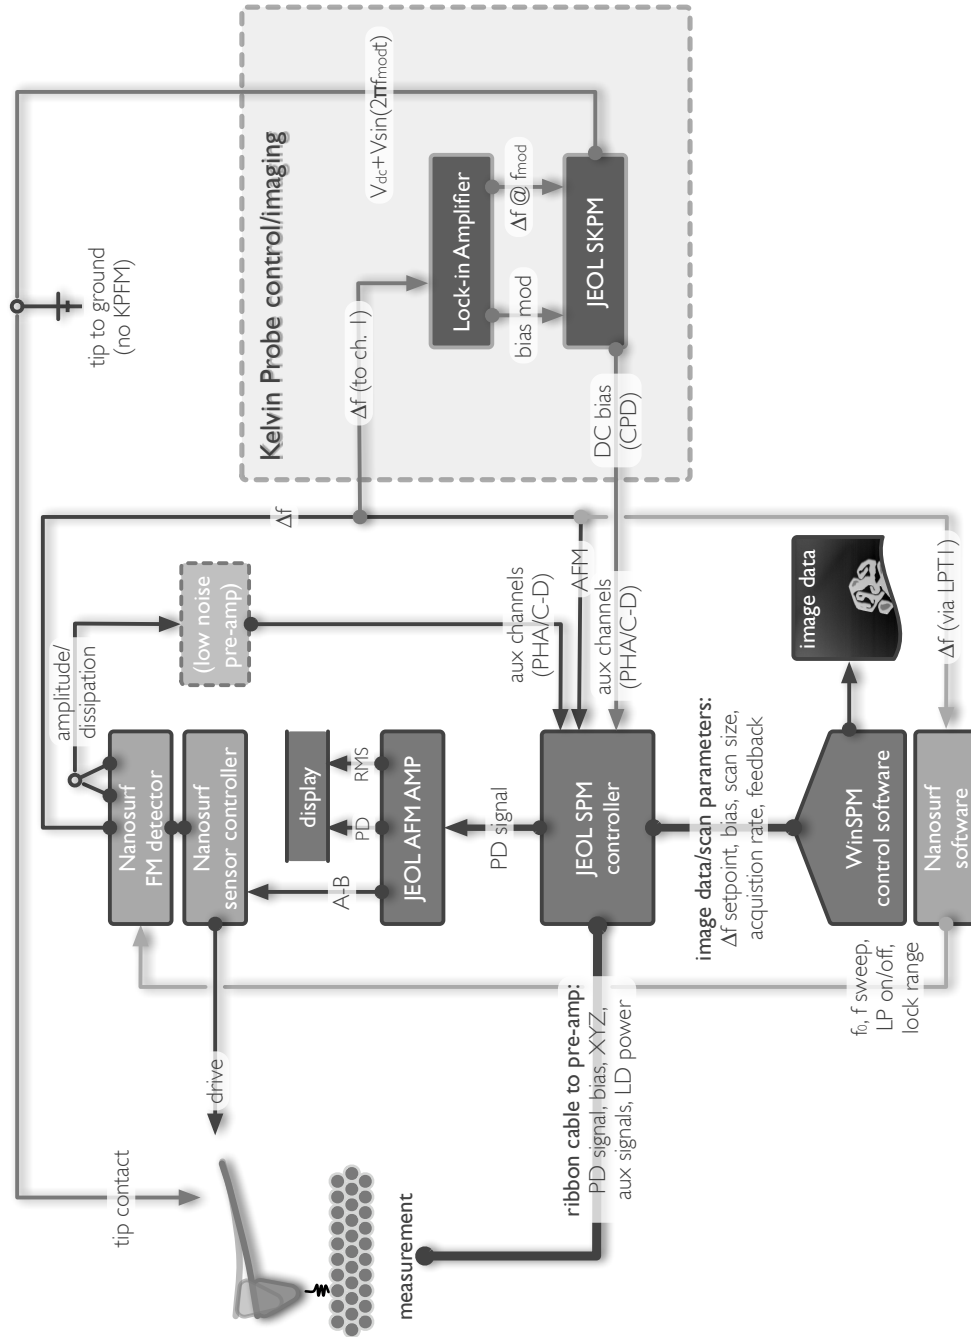 tip contact
drive
measurement
ribbon cable to pre-amp:
PD signal, bias, XYZ,
aux signals, LD power
Nanosurf
FM detector
Nanosurf
sensor controller
A-B
display
PD
RMS
JEOL AFM AMP
PD signal
JEOL SPM
controller
image data/scan parameters:
Δf setpoint, bias, scan size,
acquistion rate, feedback
WinSPM
control software
Nanosurf
software
f0, f sweep,
LP on/off,
lock range
amplitude/
dissipation
(low noise
pre-amp)
Δf
aux channels
(PHA/C-D)
AFM
aux channels
(PHA/C-D)
image data
Δf (via LPT1)
tip to ground
(no KPFM)
Kelvin Probe control/imaging
Δf (to ch. 1)
Vdc+Vsin(2πfmodt)
Lock-in Amplifier
bias mod
Δf @ fmod
JEOL SKPM
DC bias
(CPD)